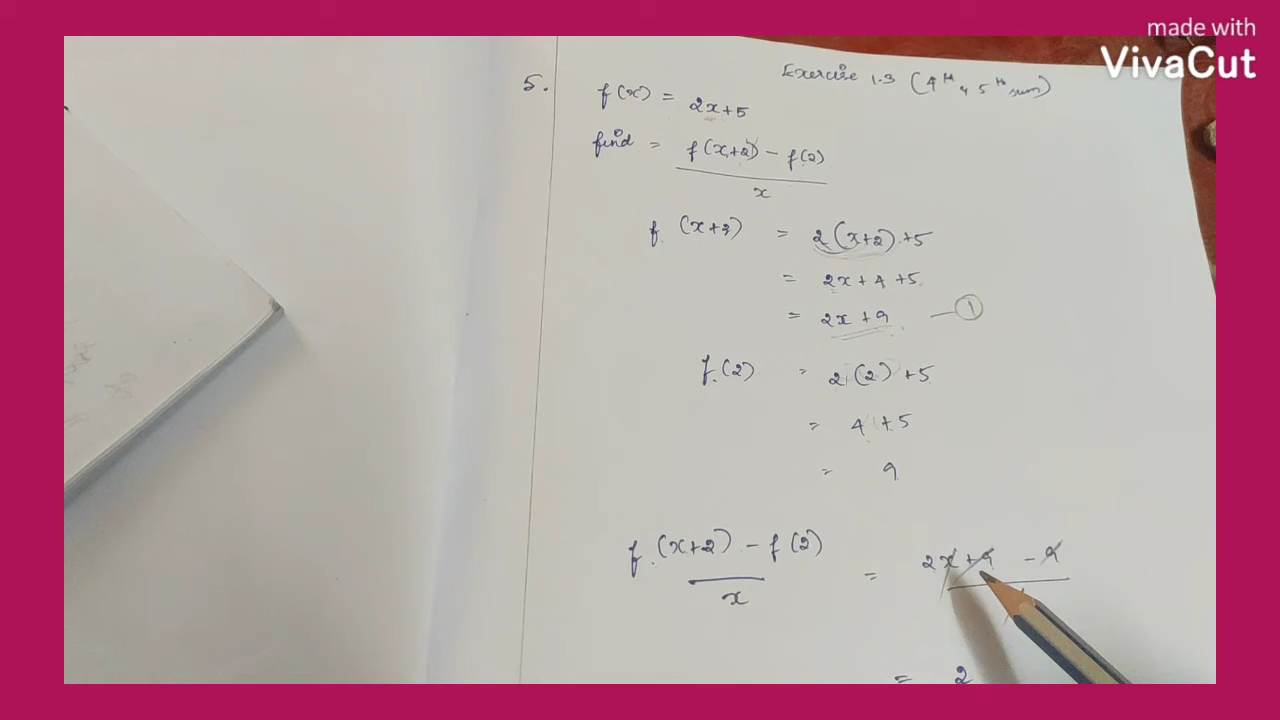 made with
VivaCut
Exercise 1.3 (4th, 5th sum)
5.
f(x) = 2x+5
find = f(x+2) - f(2)
x
f(x+2) = 2(x+2)+5
= 2x+4+5
= 2x+9 — 1
f(2) = 2(2)+5
= 4+5
= 9
f(x+2) - f(2)
x
= 2x+9 - 9
= 2